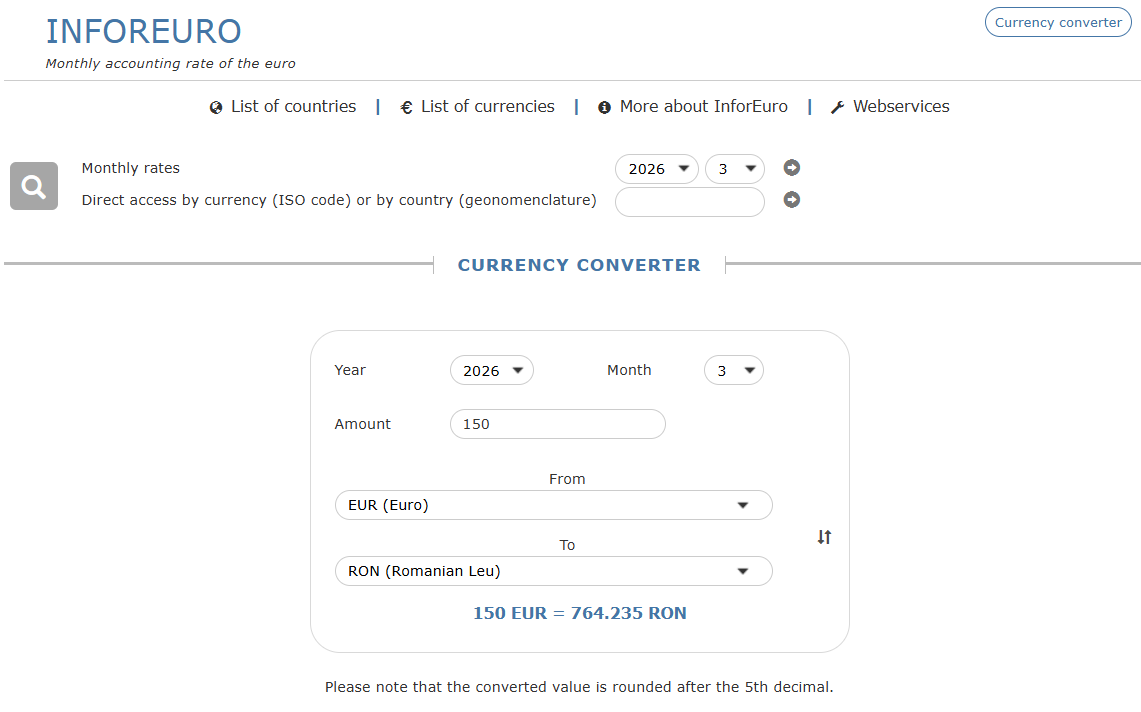 INFOREURO
Currency converter
Monthly accounting rate of the euro
List of countries | € List of currencies | More about InforEuro | Webservices
Monthly rates 2026 3
Direct access by currency (ISO code) or by country (geonomenclature)
CURRENCY CONVERTER
Year 2026 Month 3
Amount 150
From
EUR (Euro)
To
RON (Romanian Leu)
150 EUR = 764.235 RON
Please note that the converted value is rounded after the 5th decimal.